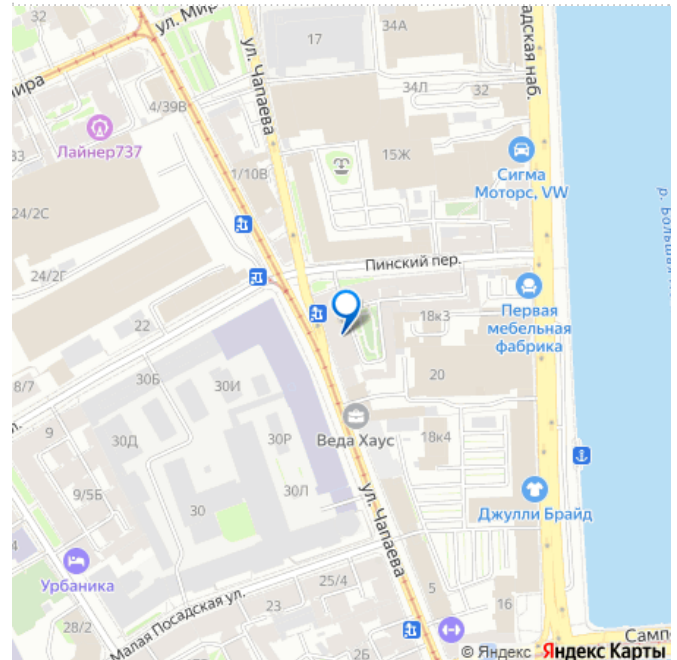 32
ул. Мира
17
34А
адская наб.
ира
ул. Чапаева
4/39В
34Л
32
Лайнер737
33
1/10В
15Ж
Сигма
Моторс, VW
24/2С
Пинский пер.
24/2Г
22
18к3
Первая
мебельная
фабрика
8/7
30Б
30И
20
9
30Д
30Р
Веда Хаус
18к4
9/5Б
30
30Л
ул. Чапаева
Джулли Брайд
Урбаника
25/4
5
Малая Посадская ул.
23
16
28/2
2Б
Сампс
© Яндекс Яндекс Карты